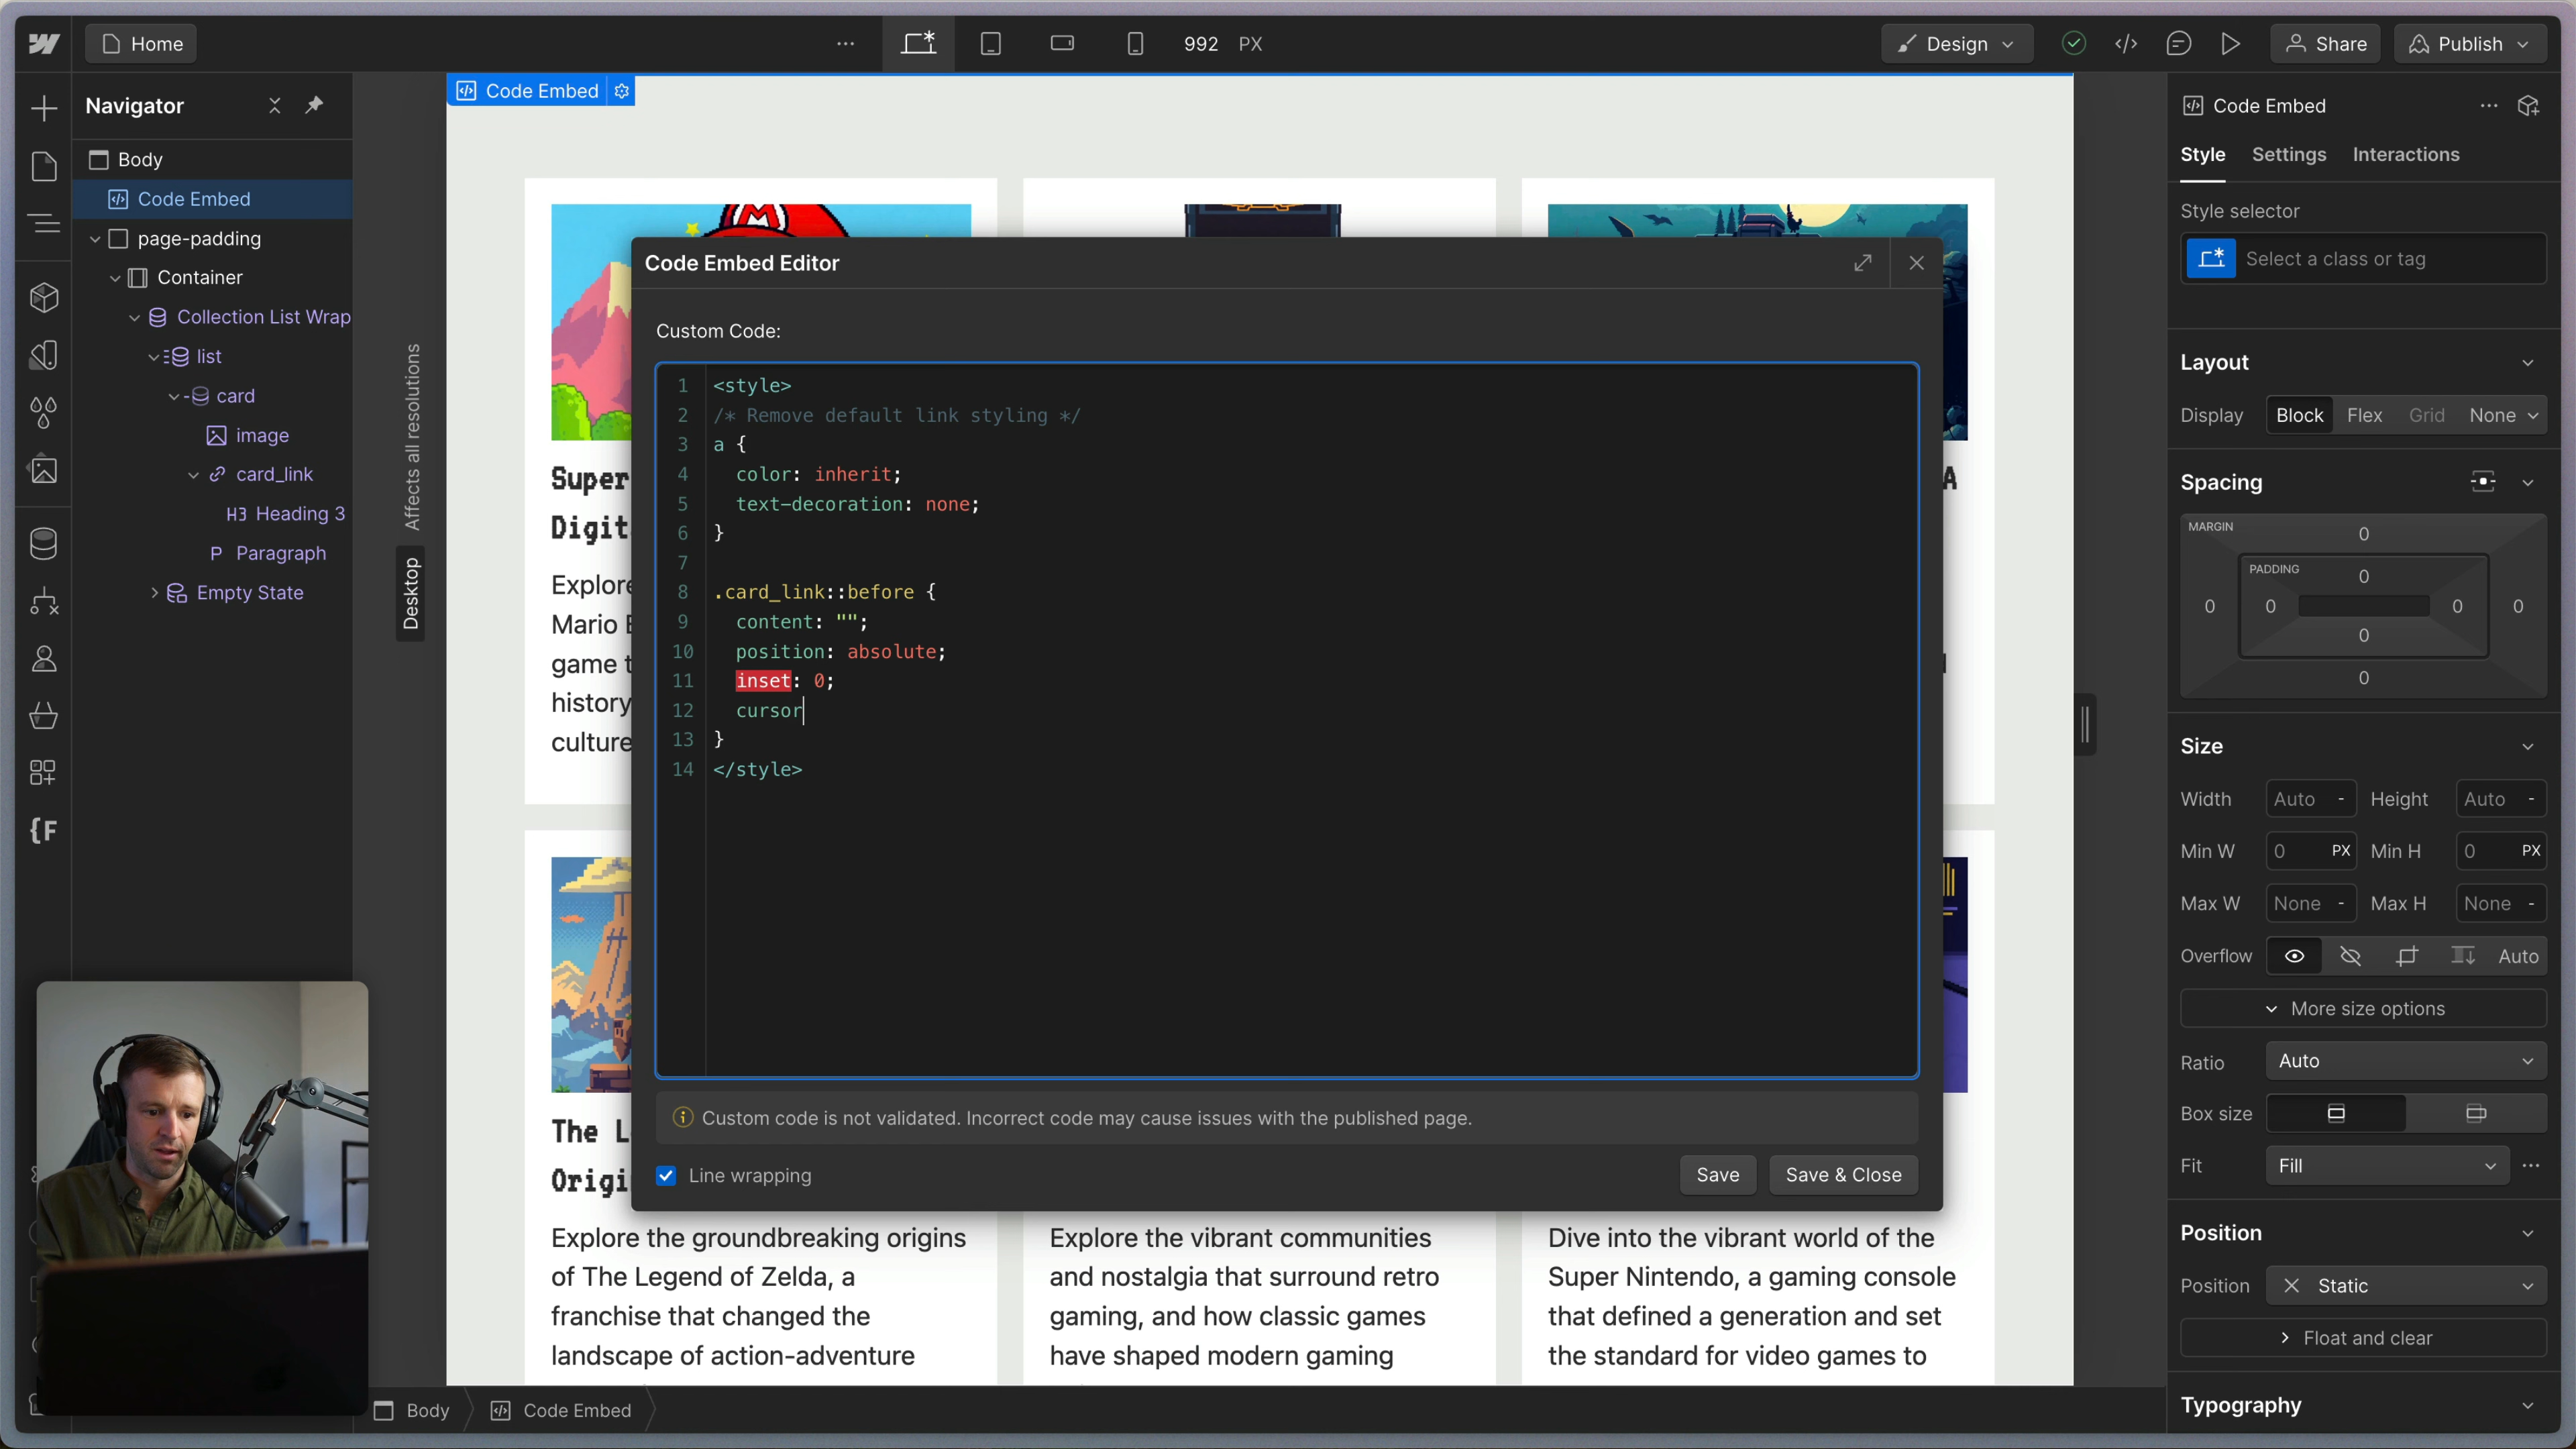 Home
992 PX
Design
Share
Publish
Navigator
Body
Code Embed
page-padding
Container
Collection List Wrap
list
card
image
card_link
H3 Heading 3
P Paragraph
Empty State
{F
Affects all resolutions
Desktop
Code Embed
M
Super
Digit
Explore
Mario
game t
history
culture
A
The L
Origi
Explore the groundbreaking origins
of The Legend of Zelda, a
franchise that changed the
landscape of action-adventure
Explore the vibrant communities
and nostalgia that surround retro
gaming, and how classic games
have shaped modern gaming
Dive into the vibrant world of the
Super Nintendo, a gaming console
that defined a generation and set
the standard for video games to
Code Embed Editor
Custom Code:
1 <style>
2 /* Remove default link styling */
3 a {
4 color: inherit;
5 text-decoration: none;
6 }
7
8 .card_link::before {
9 content: "";
10 position: absolute;
11 inset: 0;
12 cursor
13 }
14 </style>
Custom code is not validated. Incorrect code may cause issues with the published page.
Line wrapping
Save
Save & Close
Body
Code Embed
Code Embed
Style Settings Interactions
Style selector
Select a class or tag
Layout
Display Block Flex Grid None
Spacing
MARGIN
0
PADDING
0
0 0 0 0
0
0
Size
Width Auto - Height Auto -
Min W 0 PX Min H 0 PX
Max W None - Max H None -
Overflow Auto
More size options
Ratio Auto
Box size
Fit Fill
Position
Position Static
Float and clear
Typography